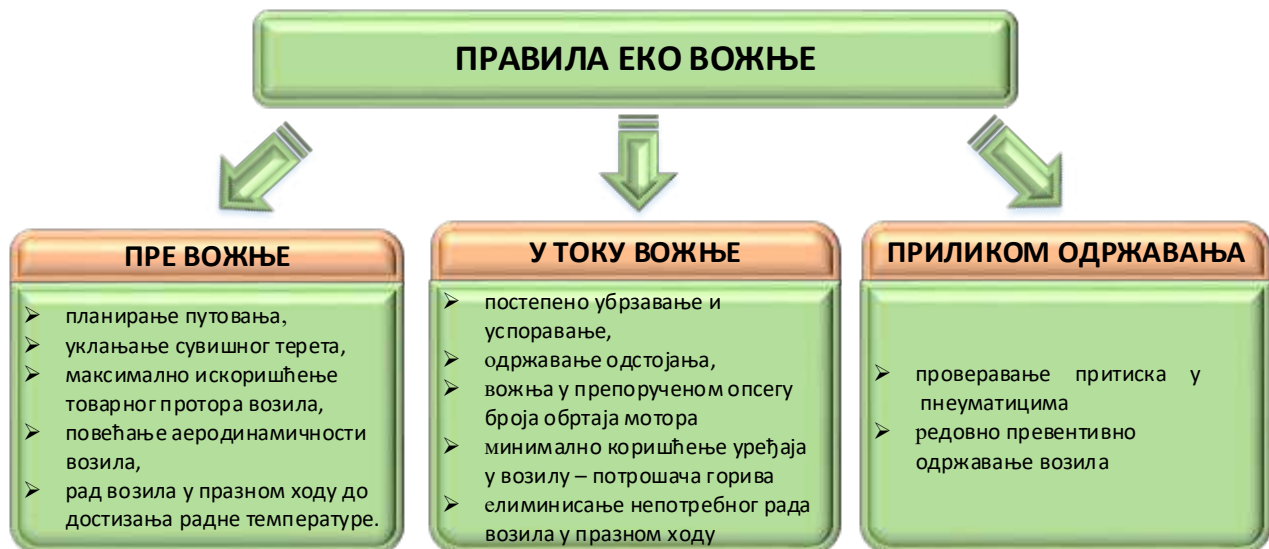 ПРАВИЛА ЕКО ВОЖЊЕ
ПРЕ ВОЖЊЕ
➢ планирање путовања,
➢ уклањање сувишног терета,
➢ максимално искоришћење
товарног протора возила,
➢ повећање аеродинамичности
возила,
➢ рад возила у празном ходу до
достизања радне температуре.
У ТОКУ ВОЖЊЕ
➢ постепено убрзавање и
успоравање,
➢ одржавање одстојања,
➢ вожња у препорученом опсегу
броја обртаја мотора
➢ минимално коришћење уређаја
у возилу – потрошача горива
➢ елиминисање непотребног рада
возила у празном ходу
ПРИЛИКОМ ОДРЖАВАЊА
➢ проверавање притиска у
пнеуматицима
➢ редовно превентивно
одржавање возила